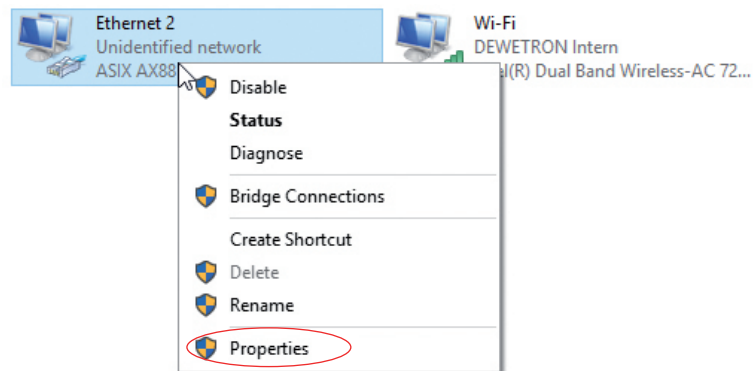 Ethernet 2
Unidentified network
ASIX AX88
Wi-Fi
DEWETRON Intern
l(R) Dual Band Wireless-AC 72...
Disable
Status
Diagnose
Bridge Connections
Create Shortcut
Delete
Rename
Properties